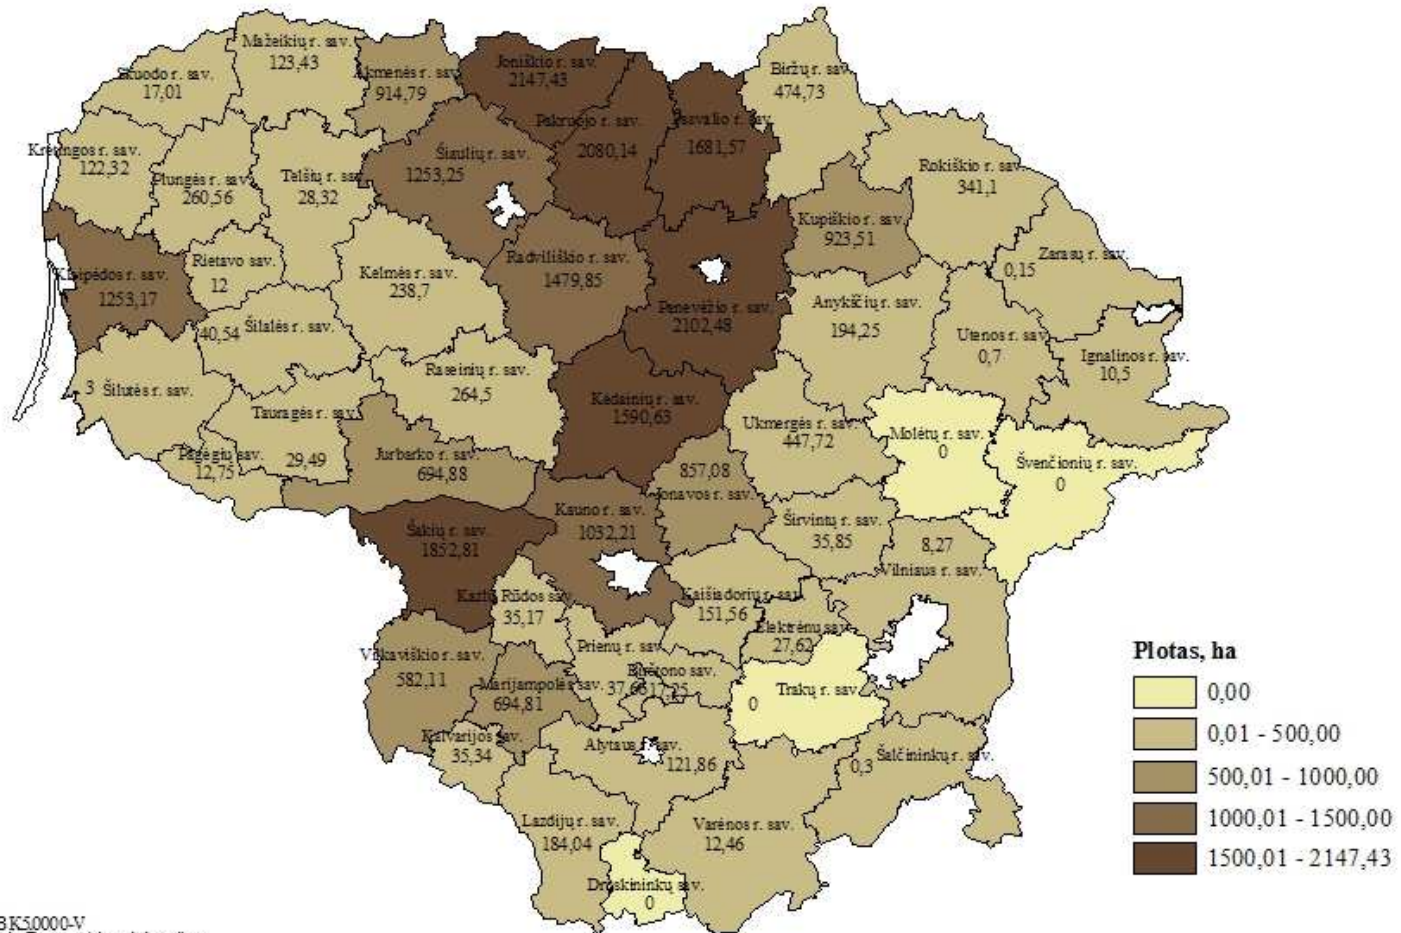 Mažeikių r. sav.
123,43
Skuodo r. sav.
17,01
Akmenės r. sav.
914,79
Joniškio r. sav.
2147,43
Biržų r. sav.
474,73
Pakruojo r. sav.
2080,14
Pasvalio r. sav.
1681,57
Kretingos r. sav.
122,32
Plungės r. sav.
260,56
Telšių r. sav.
28,32
Šiaulių r. sav.
1253,25
Rokiškio r. sav.
341,1
Kupiškio r. sav.
923,51
Klaipėdos r. sav.
1253,17
Rietavo sav.
12
Kelmės r. sav.
238,7
Radviliškio r. sav.
1479,85
Zarasų r. sav.
0,15
Panevėžio r. sav.
2102,48
Anykščių r. sav.
194,25
Utenos r. sav.
0,7
Ignalinos r. sav.
10,5
40,54 Šilalės r. sav.
3 Šilutės r. sav.
Raseinių r. sav.
264,5
Kėdainių r. sav.
1590,63
Tauragės r. sav.
29,49
Ukmergės r. sav.
447,72
Molėtų r. sav.
0
Švenčionių r. sav.
0
Pagėgių sav.
12,75
Jurbarko r. sav.
694,88
857,08
Jonavos r. sav.
Kauno r. sav.
1032,21
Širvintų r. sav.
35,85
8,27
Vilniaus r. sav.
Šakių r. sav.
1852,81
Kazlų Rūdos sav.
35,17
Kaišiadorių r. sav.
151,56
Elektrėnų sav.
27,62
Prienų r. sav.
Birštono sav.
Vilkaviškio r. sav.
582,11
Marijampolės sav.
694,81
0 Trakų r. sav.
Kalvarijos sav.
35,34
Alytaus r. sav.
121,86
0,3 Šalčininkų r. sav.
Lazdijų r. sav.
184,04
Varėnos r. sav.
12,46
Druskininkų sav.
0
Plotas, ha
0,00
0,01 - 500,00
500,01 - 1000,00
1000,01 - 1500,00
1500,01 - 2147,43